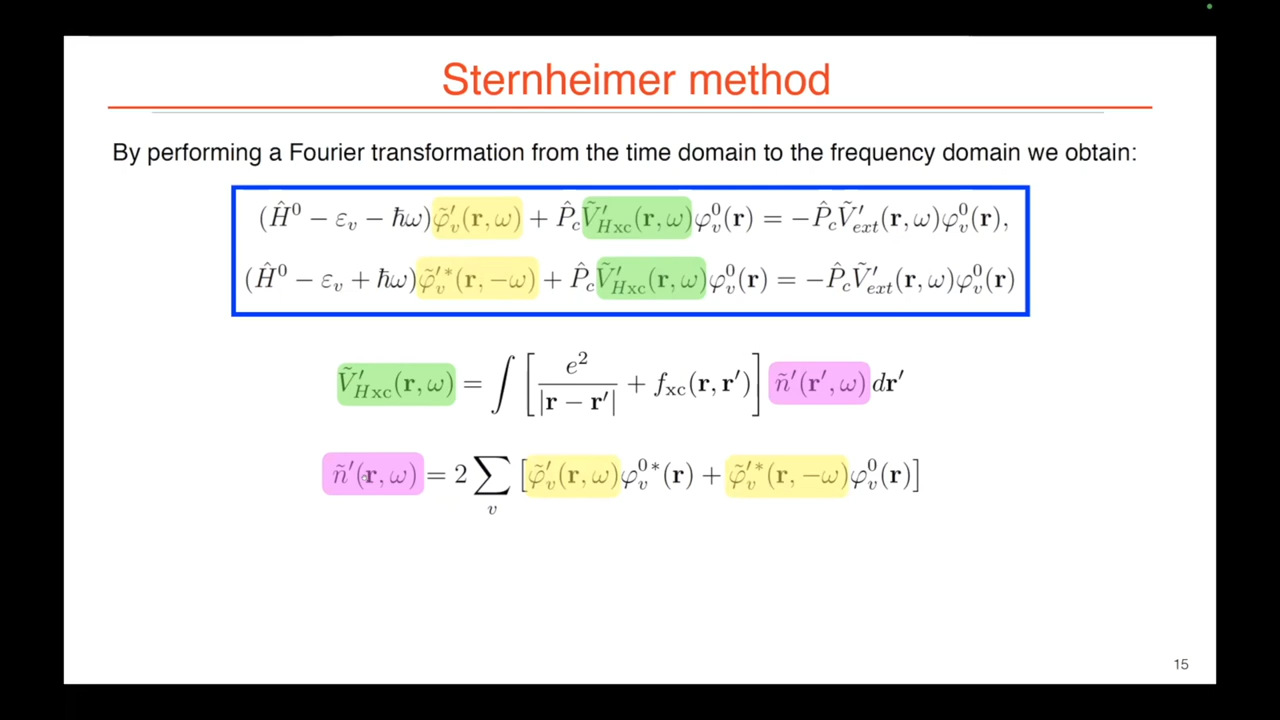 Sternheimer method
By performing a Fourier transformation from the time domain to the frequency domain we obtain:
(Ĥ⁰ − ε_v − ħω)φ̃′_v(r, ω) + P̂_c Ṽ′_Hxc(r, ω)φ⁰_v(r) = −P̂_c Ṽ′_ext(r, ω)φ⁰_v(r),
(Ĥ⁰ − ε_v + ħω)φ̃′*_v(r, −ω) + P̂_c Ṽ′_Hxc(r, ω)φ⁰_v(r) = −P̂_c Ṽ′_ext(r, ω)φ⁰_v(r)
Ṽ′_Hxc(r, ω) = ∫ [ e² / |r − r′| + f_xc(r, r′) ] ñ′(r′, ω) dr′
ñ′(r, ω) = 2 ∑_v [φ̃′_v(r, ω)φ⁰*_v(r) + φ̃′*_v(r, −ω)φ⁰_v(r)]
15